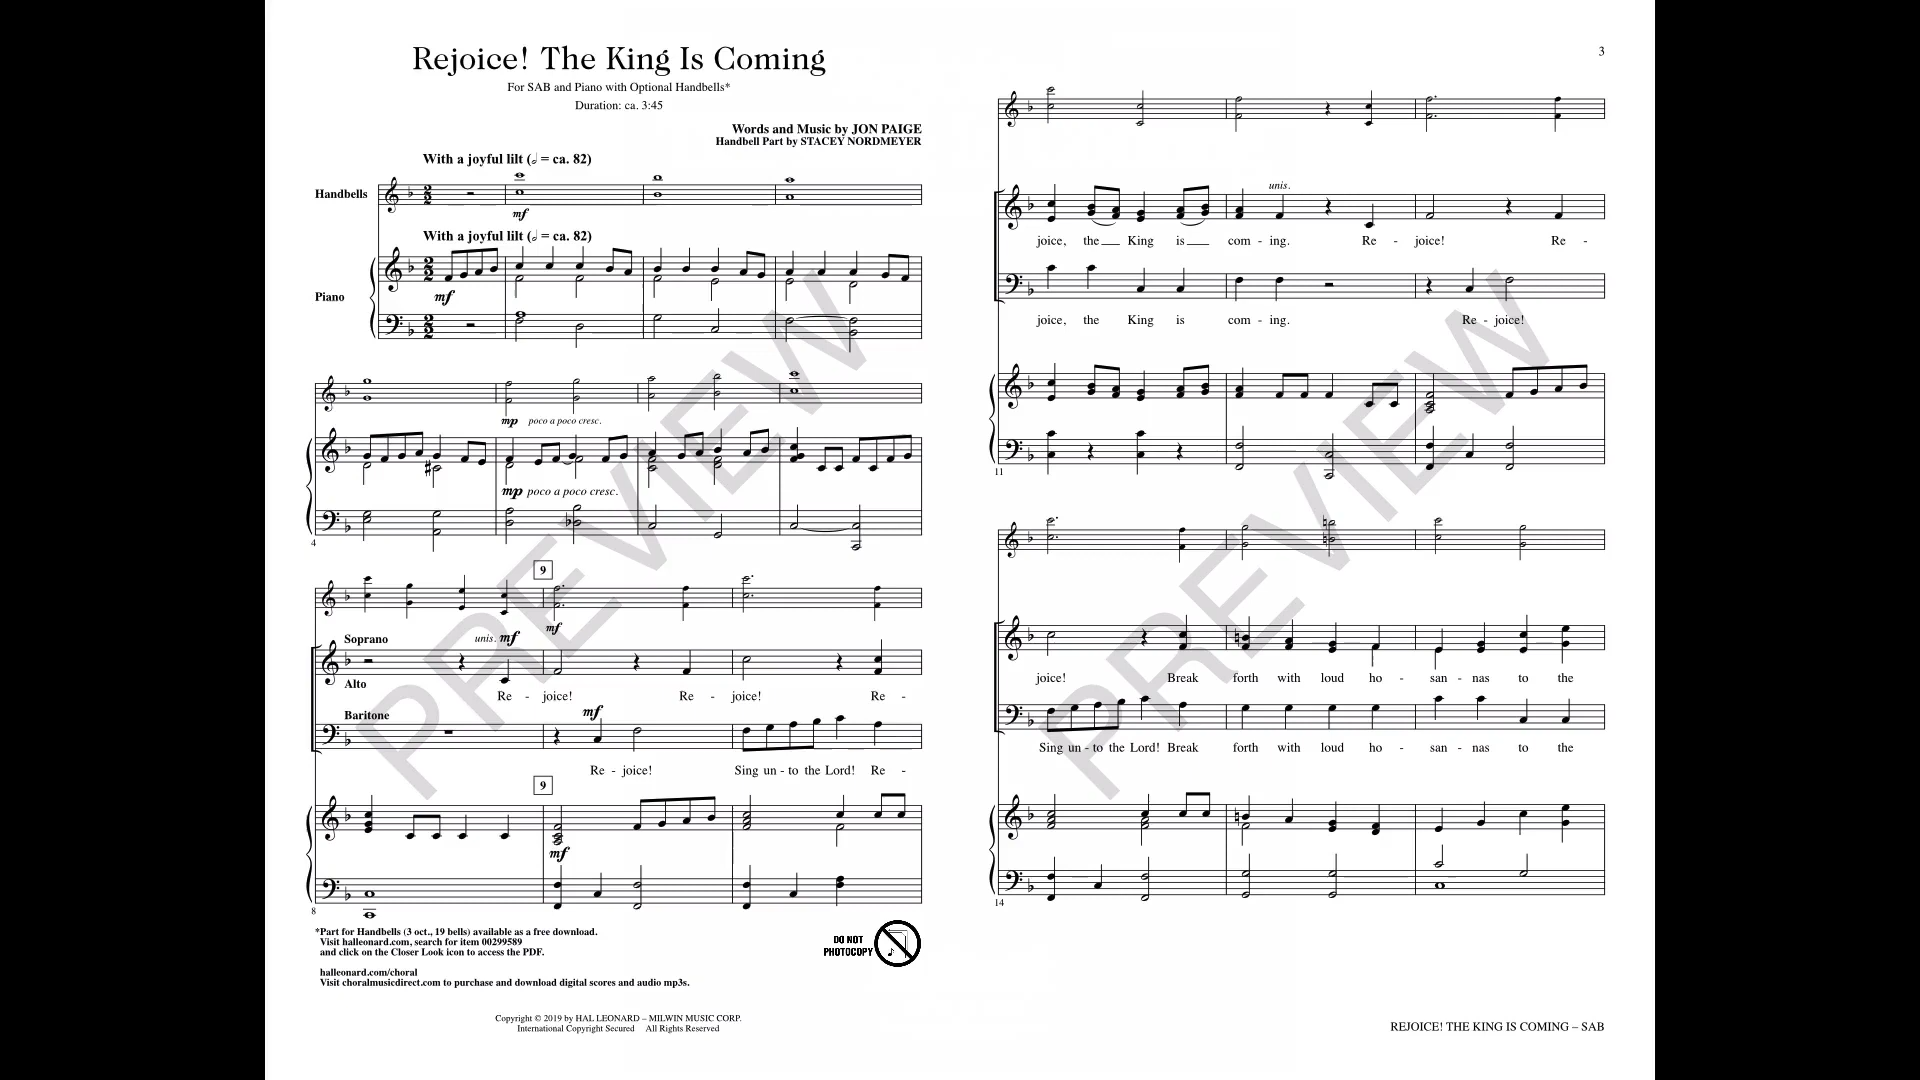 Rejoice! The King Is Coming
For SAB and Piano with Optional Handbells*
Duration: ca. 3:45
Words and Music by JON PAIGE
Handbell Part by STACEY NORDMEYER
With a joyful lilt (𝅗𝅥 = ca. 82)
Handbells
mf
With a joyful lilt (𝅗𝅥 = ca. 82)
Piano
mf
mp poco a poco cresc.
mp poco a poco cresc.
4
9
mf
Soprano
unis. mf
Alto
Re - joice! Re - joice! Re -
Baritone
mf
Re - joice! Sing un - to the Lord! Re -
9
mf
8
*Part for Handbells (3 oct., 19 bells) available as a free download.
Visit halleonard.com, search for item 00299589
and click on the Closer Look icon to access the PDF.
halleonard.com/choral
Visit choralmusicdirect.com to purchase and download digital scores and audio mp3s.
DO NOT
PHOTOCOPY
Copyright © 2019 by HAL LEONARD – MILWIN MUSIC CORP.
International Copyright Secured All Rights Reserved
PREVIEW
3
unis.
joice, the King is com - ing. Re - joice! Re -
joice, the King is com - ing. Re - joice!
11
joice! Break forth with loud ho - san - nas to the
Sing un - to the Lord! Break forth with loud ho - san - nas to the
14
REJOICE! THE KING IS COMING – SAB
PREVIEW